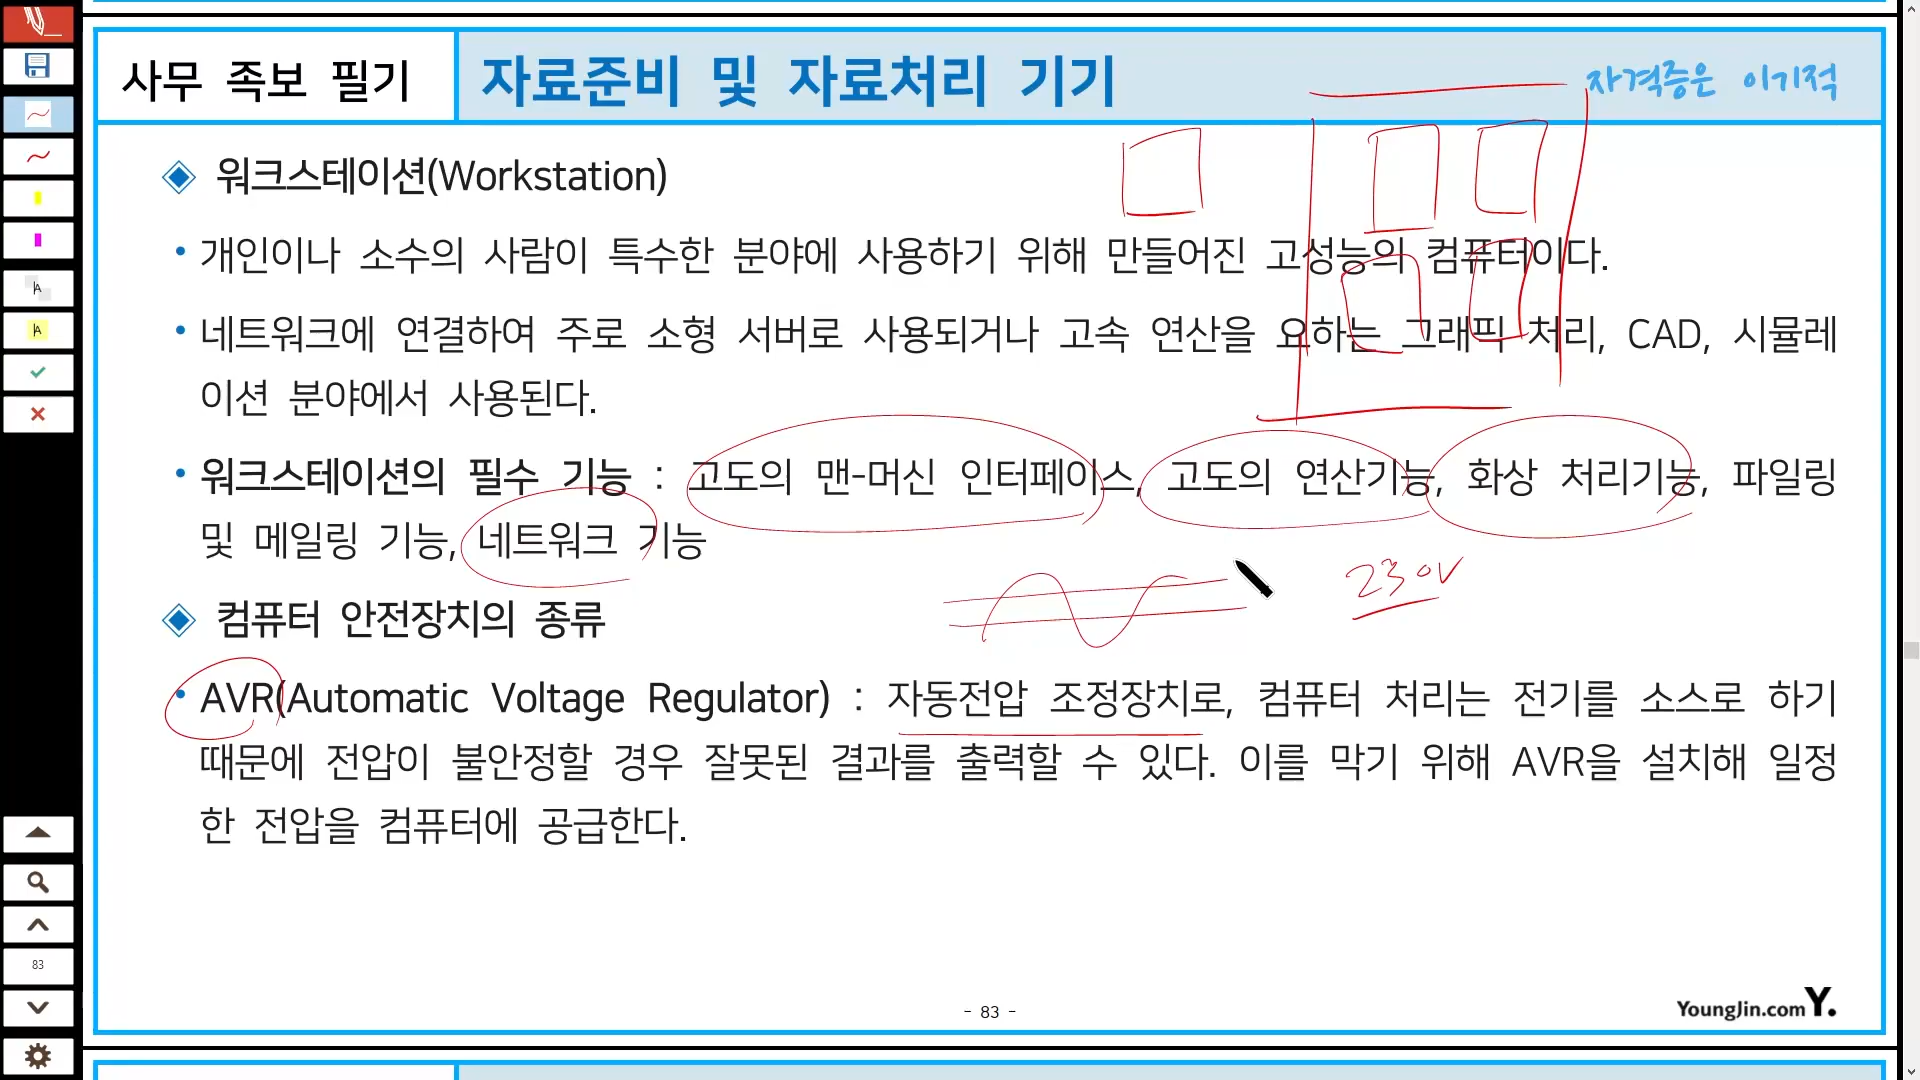 사무 족보 필기
자료준비 및 자료처리 기기
자격증은 이기적
워크스테이션(Workstation)
• 개인이나 소수의 사람이 특수한 분야에 사용하기 위해 만들어진 고성능의 컴퓨터이다.
• 네트워크에 연결하여 주로 소형 서버로 사용되거나 고속 연산을 요하는 그래픽 처리, CAD, 시뮬레
이션 분야에서 사용된다.
• 워크스테이션의 필수 기능 : 고도의 맨-머신 인터페이스, 고도의 연산기능, 화상 처리기능, 파일링
및 메일링 기능, 네트워크 기능
230V
컴퓨터 안전장치의 종류
• AVR(Automatic Voltage Regulator) : 자동전압 조정장치로, 컴퓨터 처리는 전기를 소스로 하기
때문에 전압이 불안정할 경우 잘못된 결과를 출력할 수 있다. 이를 막기 위해 AVR을 설치해 일정
한 전압을 컴퓨터에 공급한다.
83
- 83 -
YoungJin.com Y.